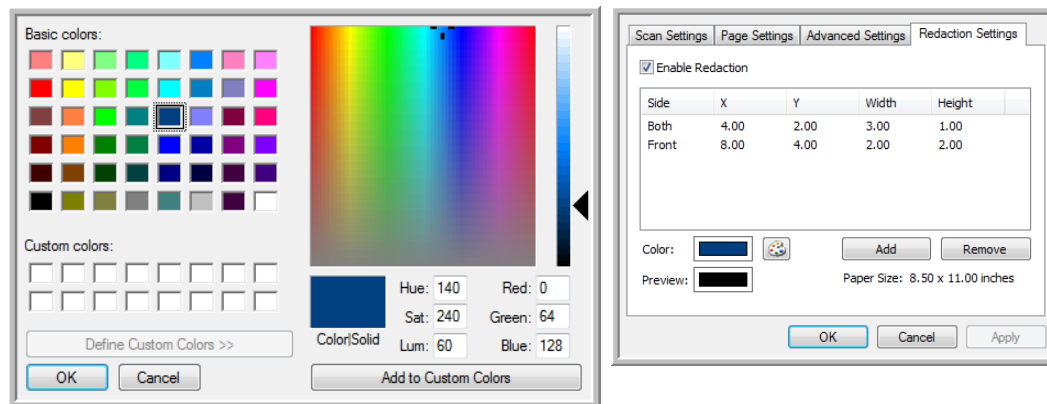 Basic colors:
Custom colors:
Define Custom Colors >>
OK Cancel
Color|Solid
Hue: 140 Red: 0
Sat: 240 Green: 64
Lum: 60 Blue: 128
Add to Custom Colors
Scan Settings Page Settings Advanced Settings Redaction Settings
Enable Redaction
Side X Y Width Height
Both 4.00 2.00 3.00 1.00
Front 8.00 4.00 2.00 2.00
Color: Add Remove
Preview: Paper Size: 8.50 x 11.00 inches
OK Cancel Apply